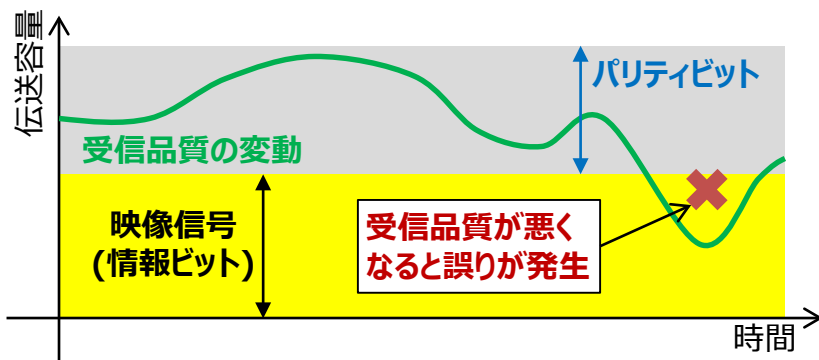 伝送容量
パリティビット
受信品質の変動
映像信号
(情報ビット)
受信品質が悪く
なると誤りが発生
時間